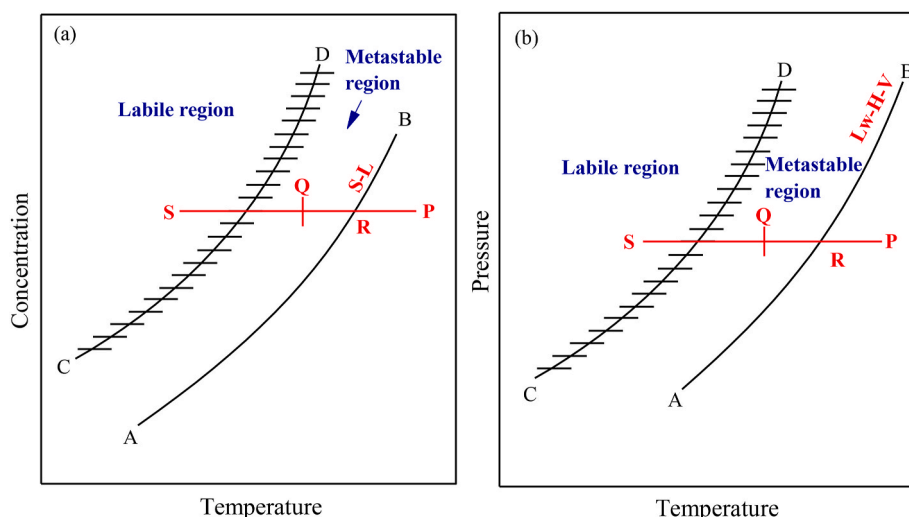 (a)
D
Metastable
region
Labile region
B
S-L
Q
S
P
R
C
A
Concentration
Temperature
(b)
D
B
Lw-H-V
Labile region
Metastable
region
Q
S
P
R
C
A
Pressure
Temperature